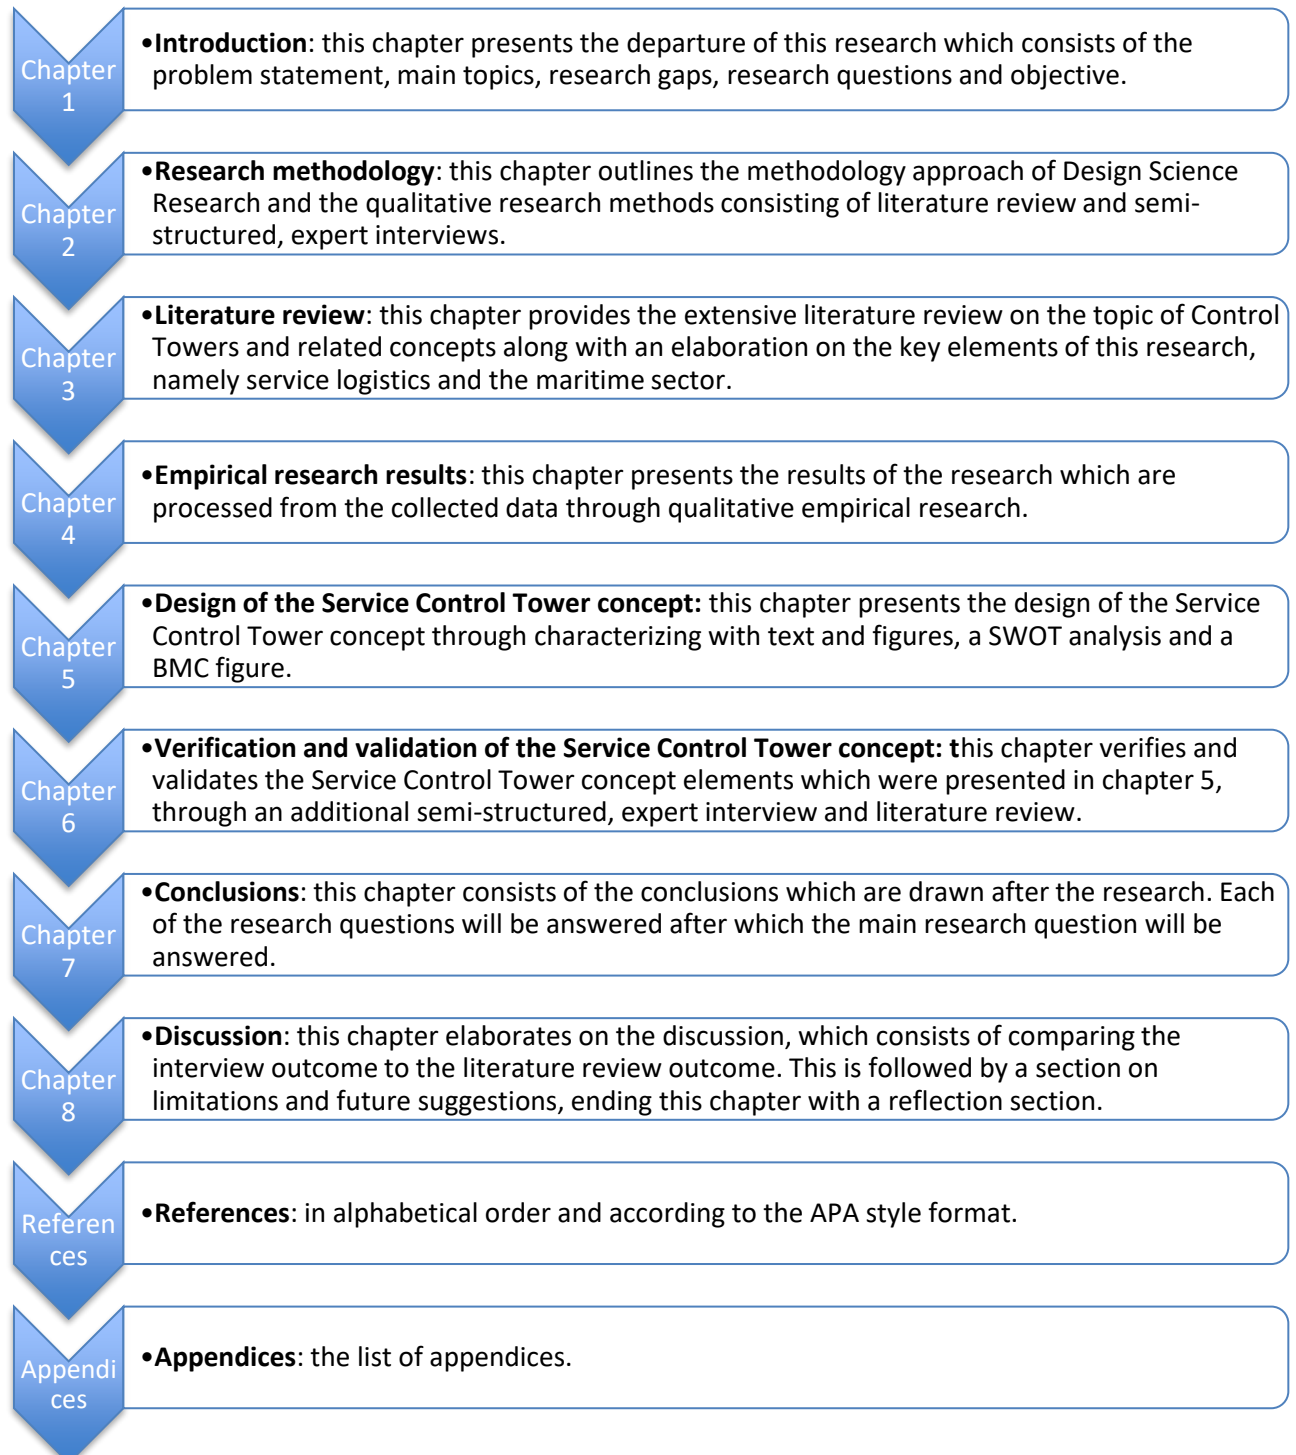 Chapter
1
•Introduction: this chapter presents the departure of this research which consists of the
problem statement, main topics, research gaps, research questions and objective.
Chapter
2
•Research methodology: this chapter outlines the methodology approach of Design Science
Research and the qualitative research methods consisting of literature review and semi-
structured, expert interviews.
Chapter
3
•Literature review: this chapter provides the extensive literature review on the topic of Control
Towers and related concepts along with an elaboration on the key elements of this research,
namely service logistics and the maritime sector.
Chapter
4
•Empirical research results: this chapter presents the results of the research which are
processed from the collected data through qualitative empirical research.
Chapter
5
•Design of the Service Control Tower concept: this chapter presents the design of the Service
Control Tower concept through characterizing with text and figures, a SWOT analysis and a
BMC figure.
Chapter
6
•Verification and validation of the Service Control Tower concept: this chapter verifies and
validates the Service Control Tower concept elements which were presented in chapter 5,
through an additional semi-structured, expert interview and literature review.
Chapter
7
•Conclusions: this chapter consists of the conclusions which are drawn after the research. Each
of the research questions will be answered after which the main research question will be
answered.
Chapter
8
•Discussion: this chapter elaborates on the discussion, which consists of comparing the
interview outcome to the literature review outcome. This is followed by a section on
limitations and future suggestions, ending this chapter with a reflection section.
Referen
ces
•References: in alphabetical order and according to the APA style format.
Appendi
ces
•Appendices: the list of appendices.